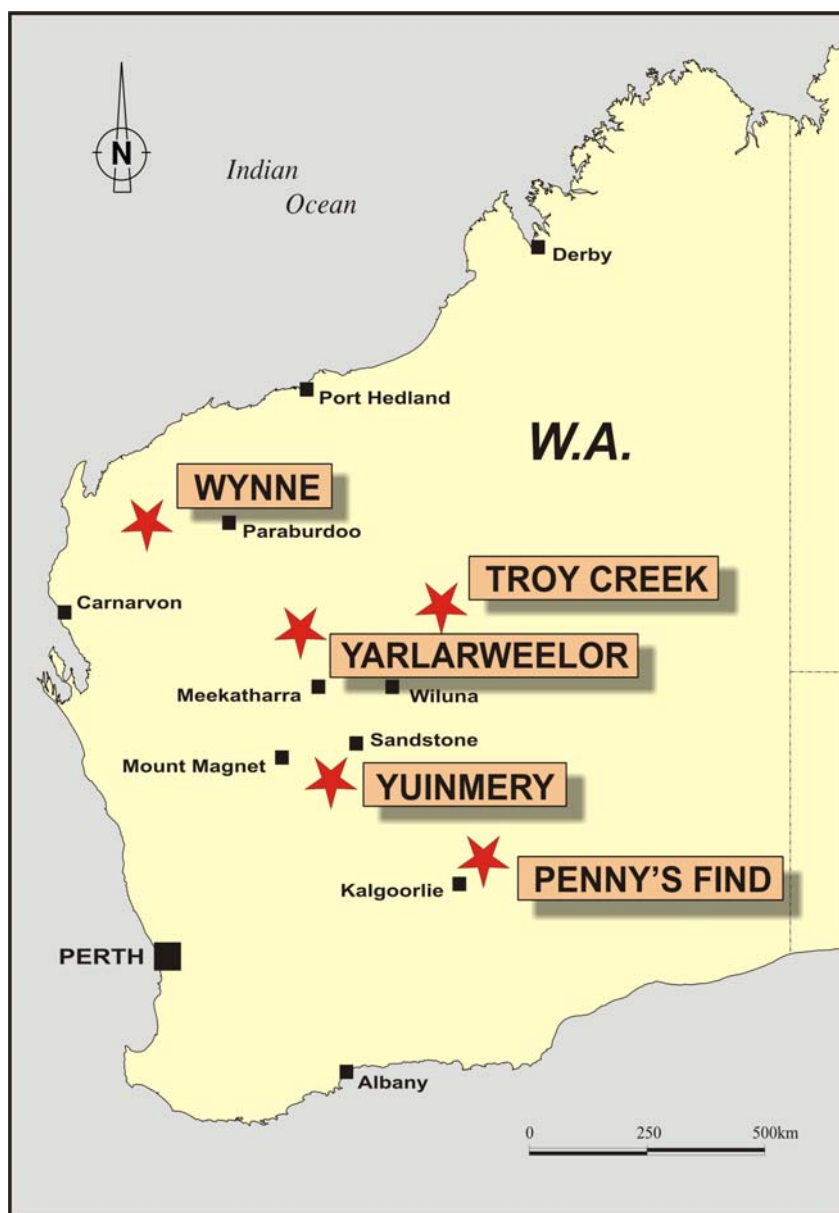 N
Indian
Ocean
Derby
Port Hedland
W.A.
WYNNE
Paraburdoo
TROY CREEK
Carnarvon
YARLARWEELOR
Meekatharra
Wiluna
Sandstone
Mount Magnet
YUINMERY
PENNY'S FIND
Kalgoorlie
PERTH
Albany
0 250 500km